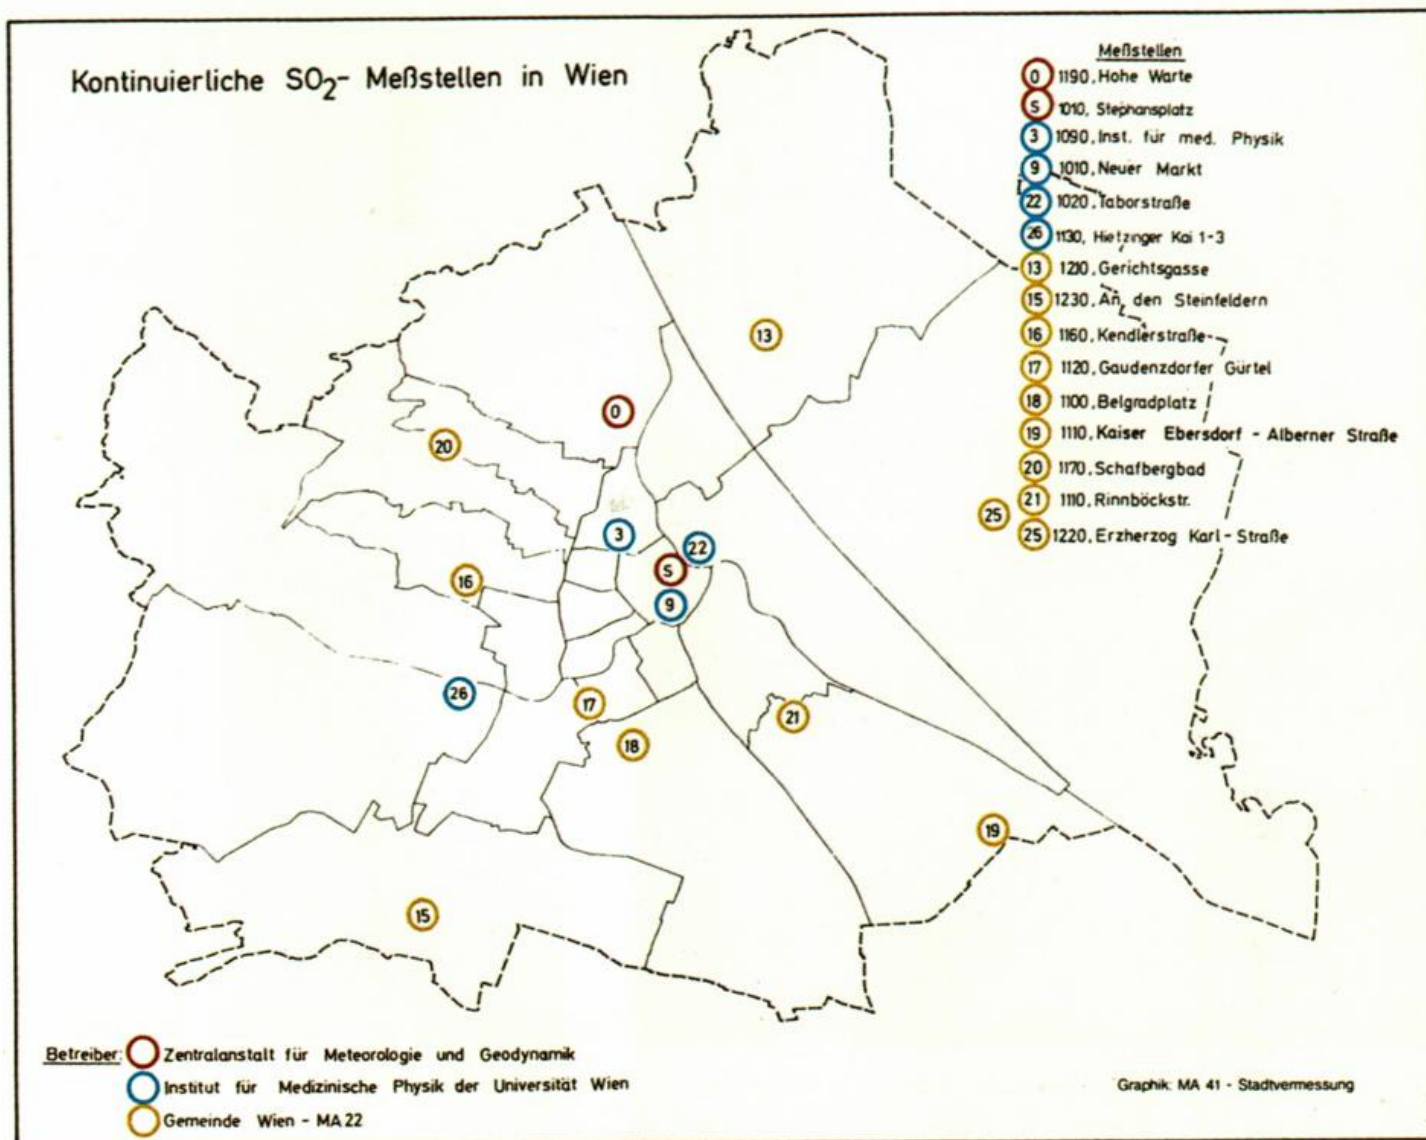 Kontinuierliche SO2- Meßstellen in Wien
Meßstellen
O 1190, Hohe Warte
S 1010, Stephansplatz
3 1090, Inst. für med. Physik
9 1010, Neuer Markt
22 1020, Taborstraße
26 1130, Hietzinger Kai 1-3
13 1210, Gerichtsgasse
15 1230, An den Steinfeldern
16 1160, Kendlerstraße
17 1120, Gaudenzdorfer Gürtel
18 1100, Belgradplatz
19 1110, Kaiser Ebersdorf - Alberner Straße
20 1170, Schafbergbad
21 1110, Rinnböckstr.
25 1220, Erzherzog Karl-Straße
13
O
20
25
3
22
S
16
9
26
17
21
18
19
15
Betreiber:
Zentralanstalt für Meteorologie und Geodynamik
Institut für Medizinische Physik der Universität Wien
Gemeinde Wien - MA 22
Graphik: MA 41 - Stadtvermessung